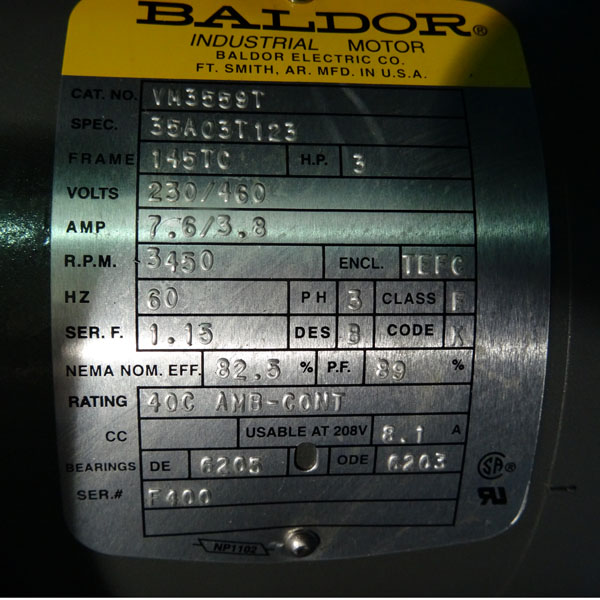 BALDOR®
INDUSTRIAL MOTOR
BALDOR ELECTRIC CO.
FT. SMITH, AR. MFD. IN U.S.A.
CAT. NO. VM3559T
SPEC. 35A03T123
FRAME 145TC H.P. 3
VOLTS 230/460
AMP 7.6/3.8
R.P.M. 3450 ENCL. TEFC
HZ 60 PH 3 CLASS F
SER. F. 1.15 DES B CODE K
NEMA NOM. EFF. 82.5 % P.F. 89 %
RATING 40C AMB-CONT
CC USABLE AT 208V 8.1 A
BEARINGS DE 6205 ODE 6203
SER.# F400
SA ®
NP1102